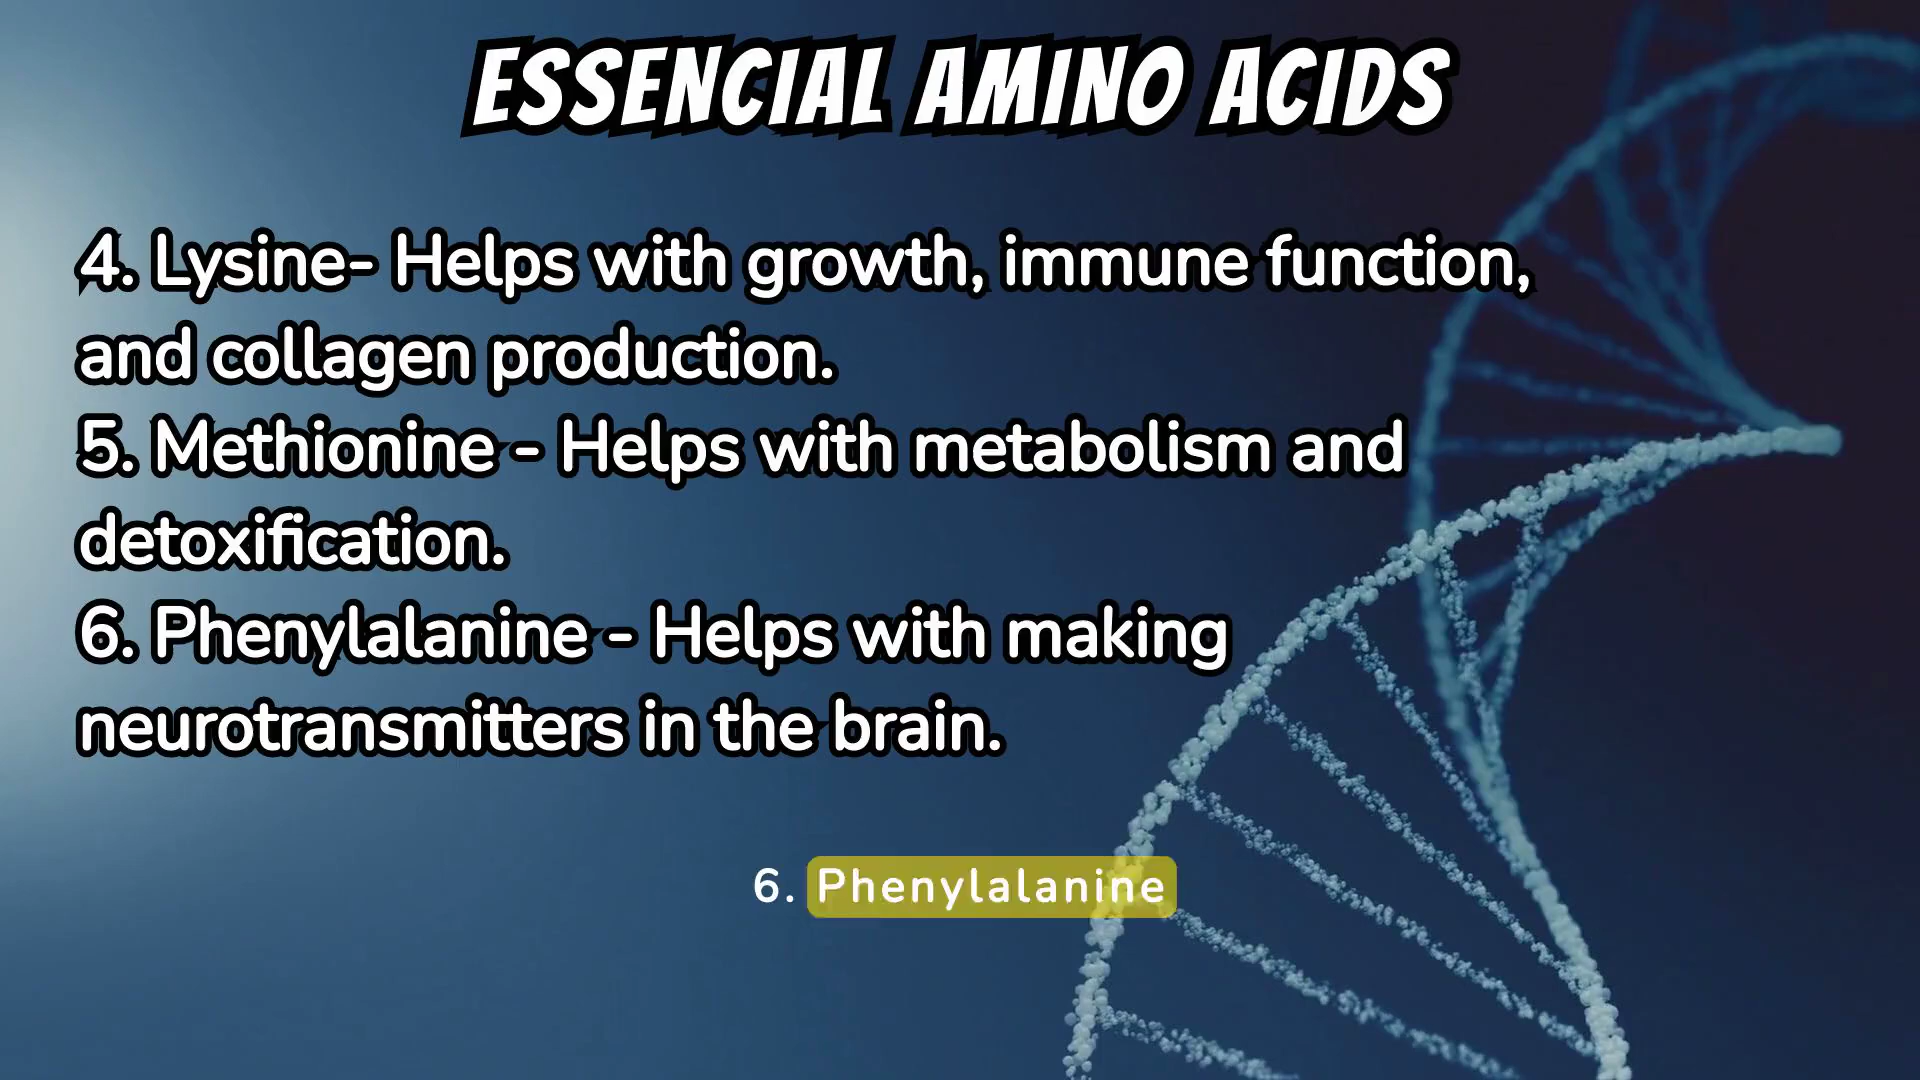 ESSENCIAL AMINO ACIDS
4. Lysine- Helps with growth, immune function,
and collagen production.
5. Methionine - Helps with metabolism and
detoxification.
6. Phenylalanine - Helps with making
neurotransmitters in the brain.
6. Phenylalanine